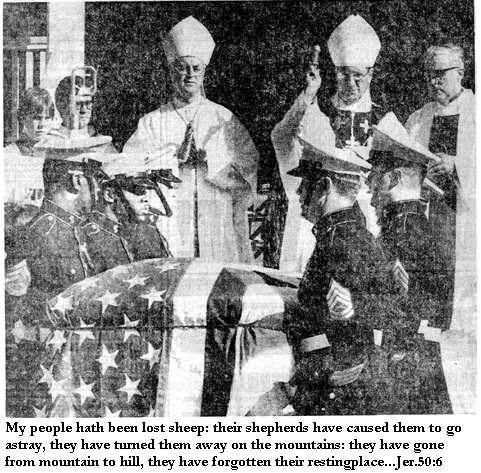 My people hath been lost sheep: their shepherds have caused them to go
astray, they have turned them away on the mountains: they have gone
from mountain to hill, they have forgotten their restingplace...Jer.50:6